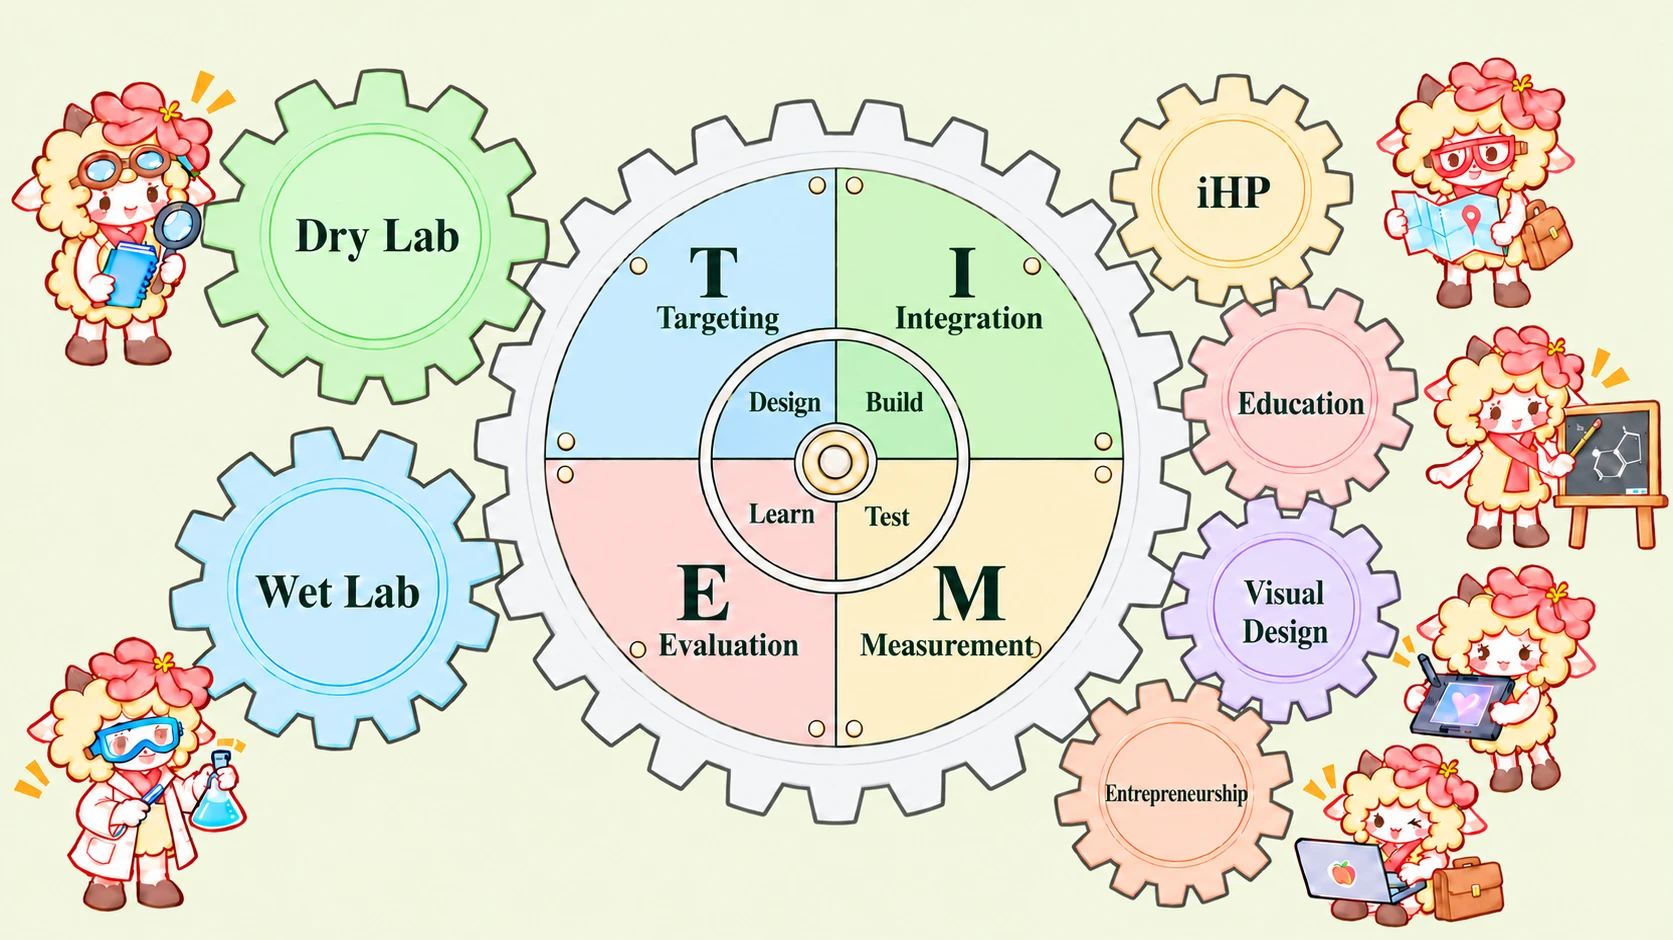 Dry Lab
Wet Lab
T
Targeting
I
Integration
Design
Build
Learn
Test
E
Evaluation
M
Measurement
iHP
Education
Visual
Design
Entrepreneurship